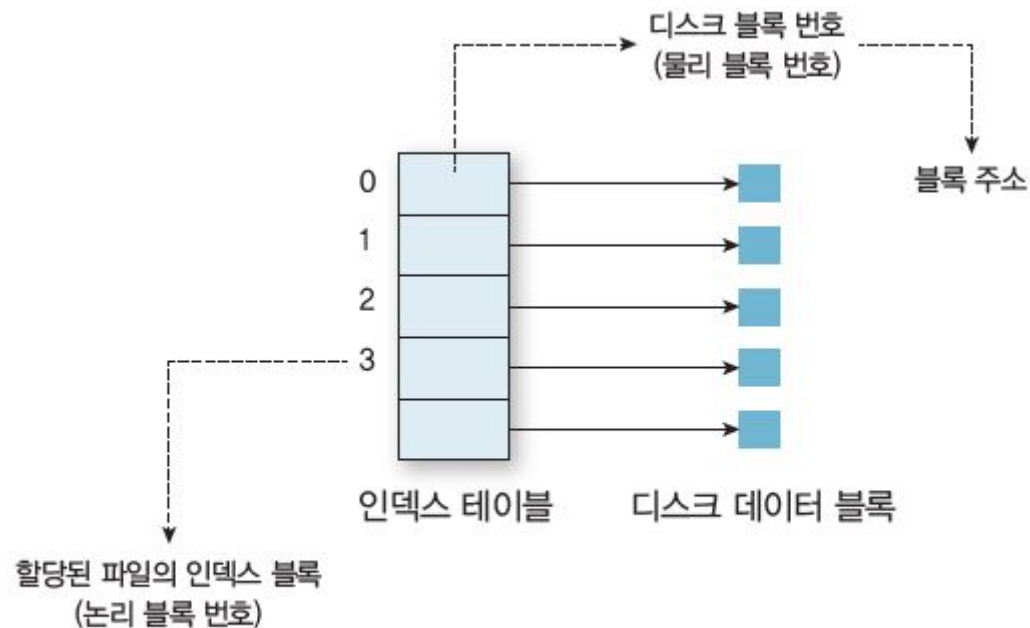 디스크 블록 번호
(물리 블록 번호)
블록 주소
0
1
2
3
인덱스 테이블
디스크 데이터 블록
할당된 파일의 인덱스 블록
(논리 블록 번호)